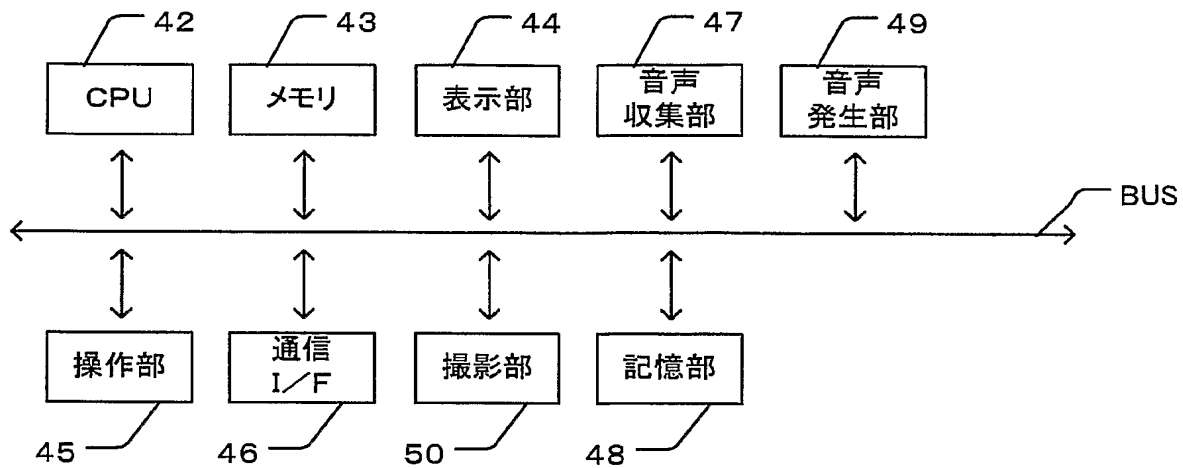 42
43
44
47
49
CPU
メモリ
表示部
音声
収集部
音声
発生部
BUS
操作部
通信
I／F
撮影部
記憶部
45
46
50
48